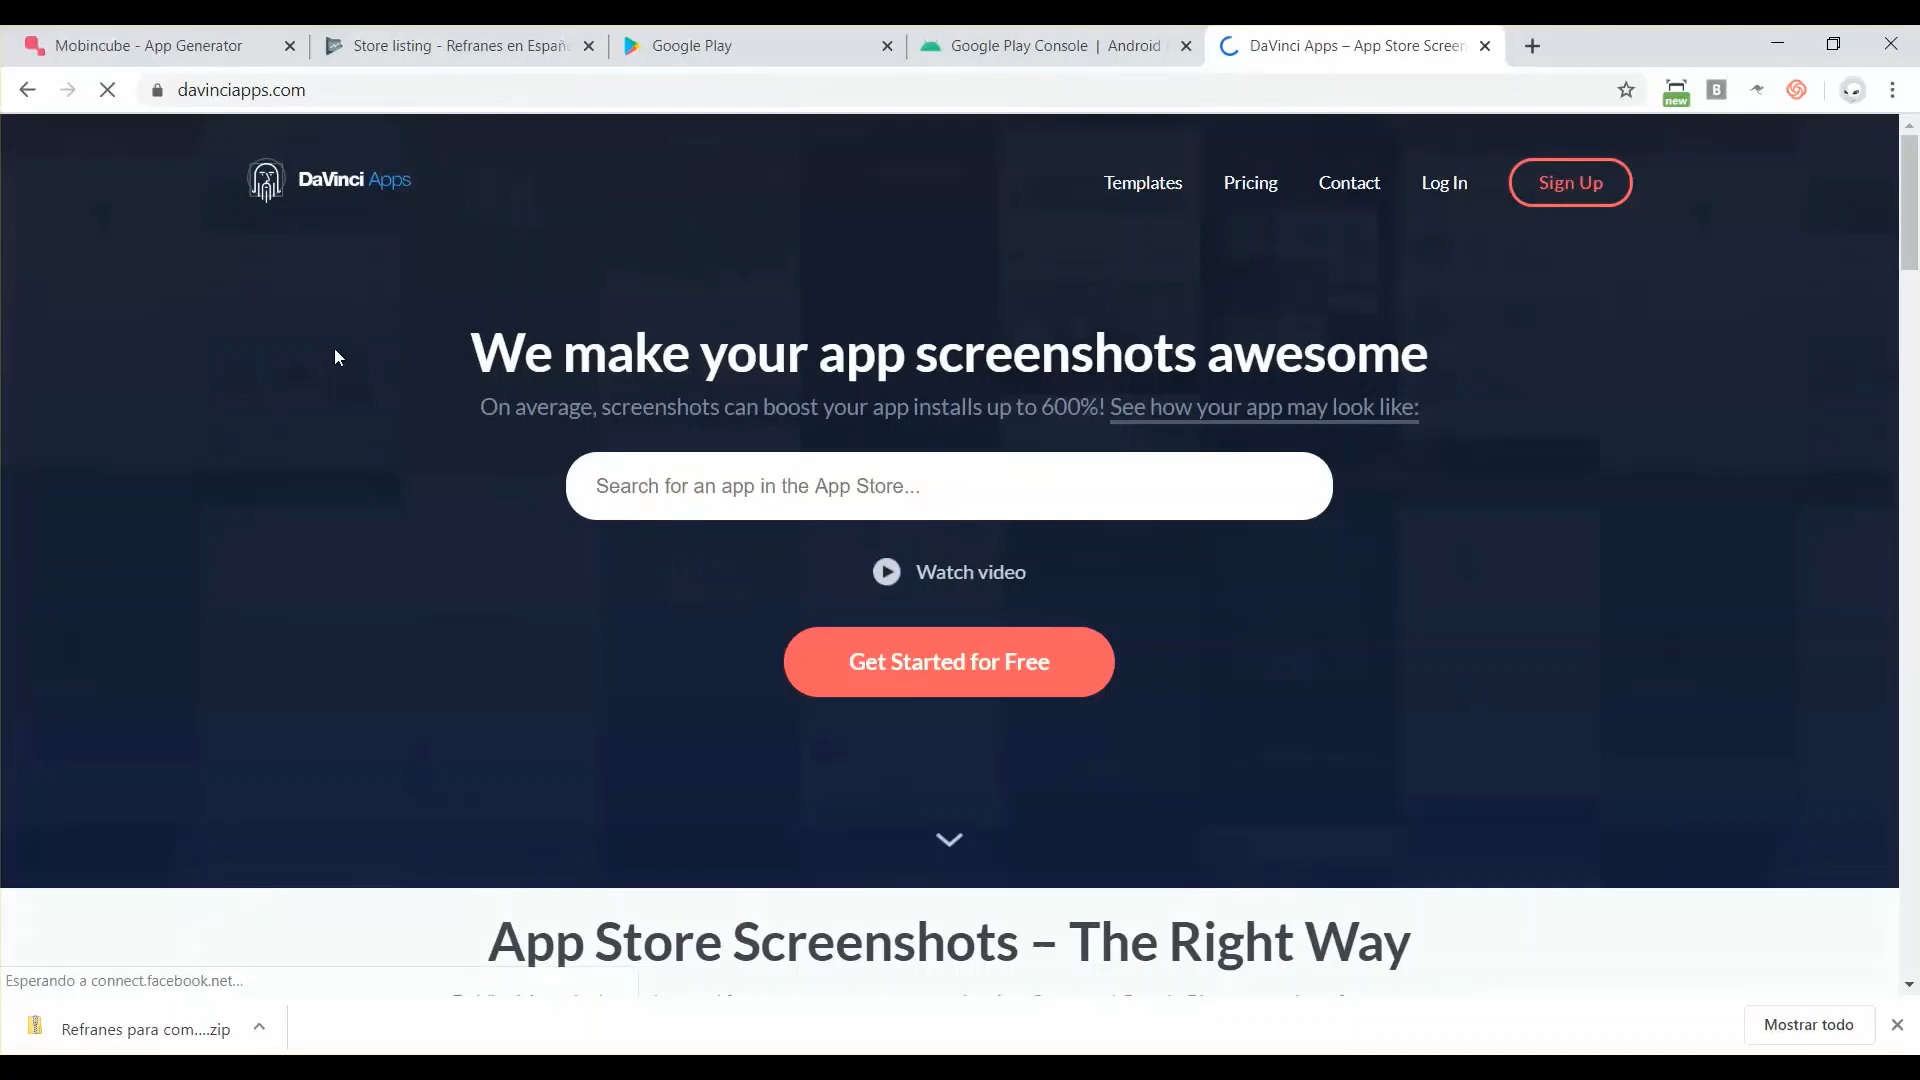 Mobincube - App Generator
Store listing - Refranes en Españ
Google Play
Google Play Console | Android
DaVinci Apps – App Store Screen
davinciapps.com
new
B
DaVinci Apps
Templates
Pricing
Contact
Log In
Sign Up
We make your app screenshots awesome
On average, screenshots can boost your app installs up to 600%! See how your app may look like:
Search for an app in the App Store...
Watch video
Get Started for Free
App Store Screenshots – The Right Way
Esperando a connect.facebook.net...
Refranes para com....zip
Mostrar todo